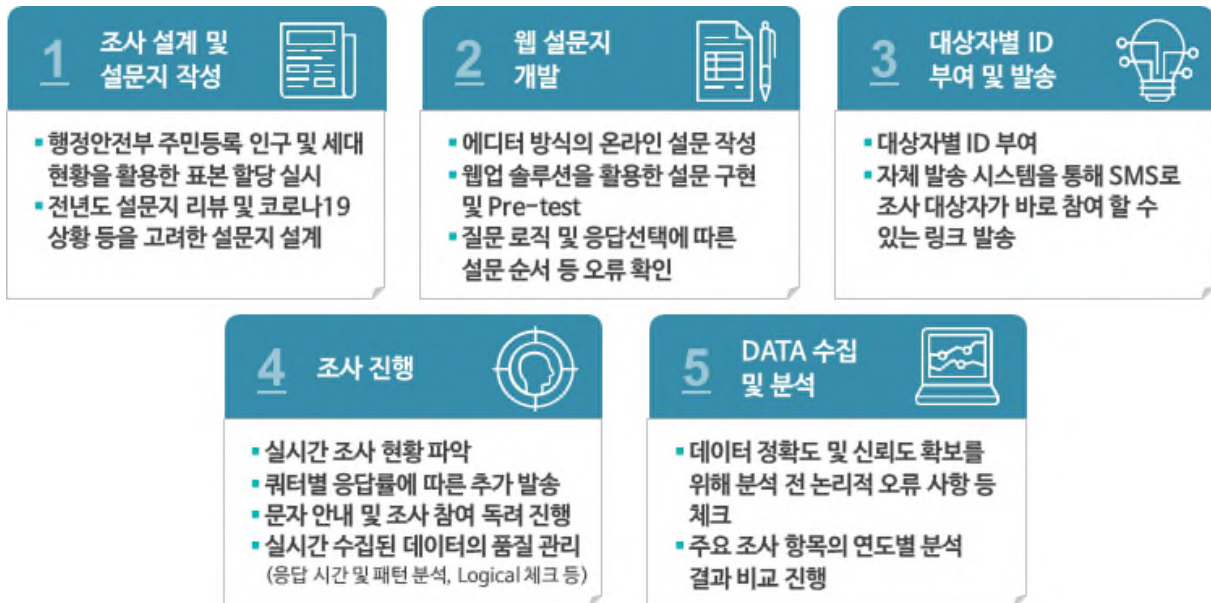 1
조사 설계 및
설문지 작성
▪ 행정안전부 주민등록 인구 및 세대
현황을 활용한 표본 할당 실시
▪ 전년도 설문지 리뷰 및 코로나19
상황 등을 고려한 설문지 설계
2
웹 설문지
개발
▪ 에디터 방식의 온라인 설문 작성
▪ 웹업 솔루션을 활용한 설문 구현
및 Pre-test
▪ 질문 로직 및 응답선택에 따른
설문 순서 등 오류 확인
3
대상자별 ID
부여 및 발송
▪ 대상자별 ID 부여
▪ 자체 발송 시스템을 통해 SMS로
조사 대상자가 바로 참여 할 수
있는 링크 발송
4
조사 진행
▪ 실시간 조사 현황 파악
▪ 쿼터별 응답률에 따른 추가 발송
▪ 문자 안내 및 조사 참여 독려 진행
▪ 실시간 수집된 데이터의 품질 관리
(응답 시간 및 패턴 분석, Logical 체크 등)
5
DATA 수집
및 분석
▪ 데이터 정확도 및 신뢰도 확보를
위해 분석 전 논리적 오류 사항 등
체크
▪ 주요 조사 항목의 연도별 분석
결과 비교 진행